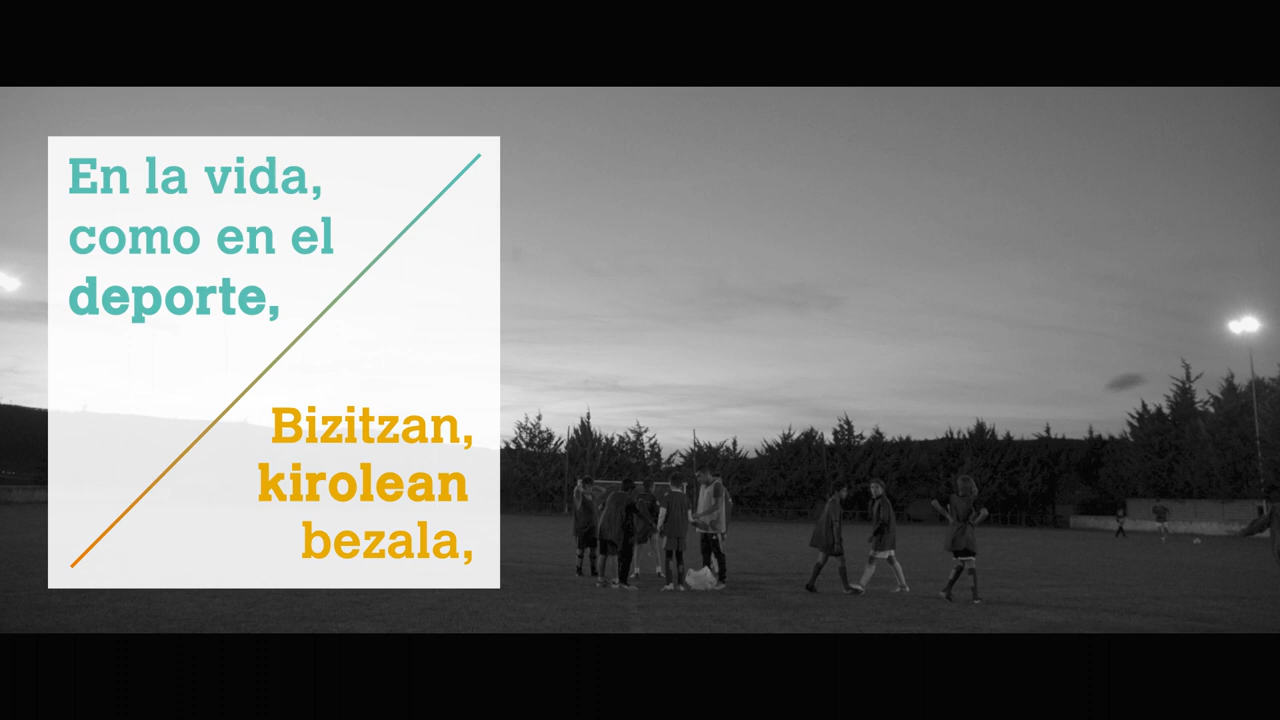 En la vida,
como en el
deporte,
Bizitzan,
kirolean
bezala,